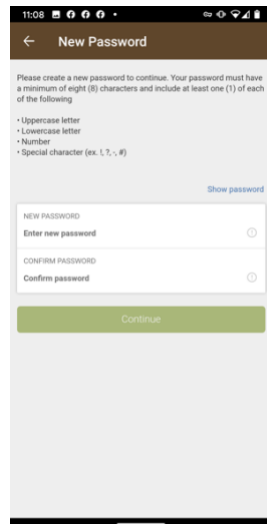 11:08
New Password
Please create a new password to continue. Your password must have
a minimum of eight (8) characters and include at least one (1) of each
of the following
• Uppercase letter
• Lowercase letter
• Number
• Special character (ex. !, ?, -, #)
Show password
NEW PASSWORD
Enter new password
CONFIRM PASSWORD
Confirm password
Continue